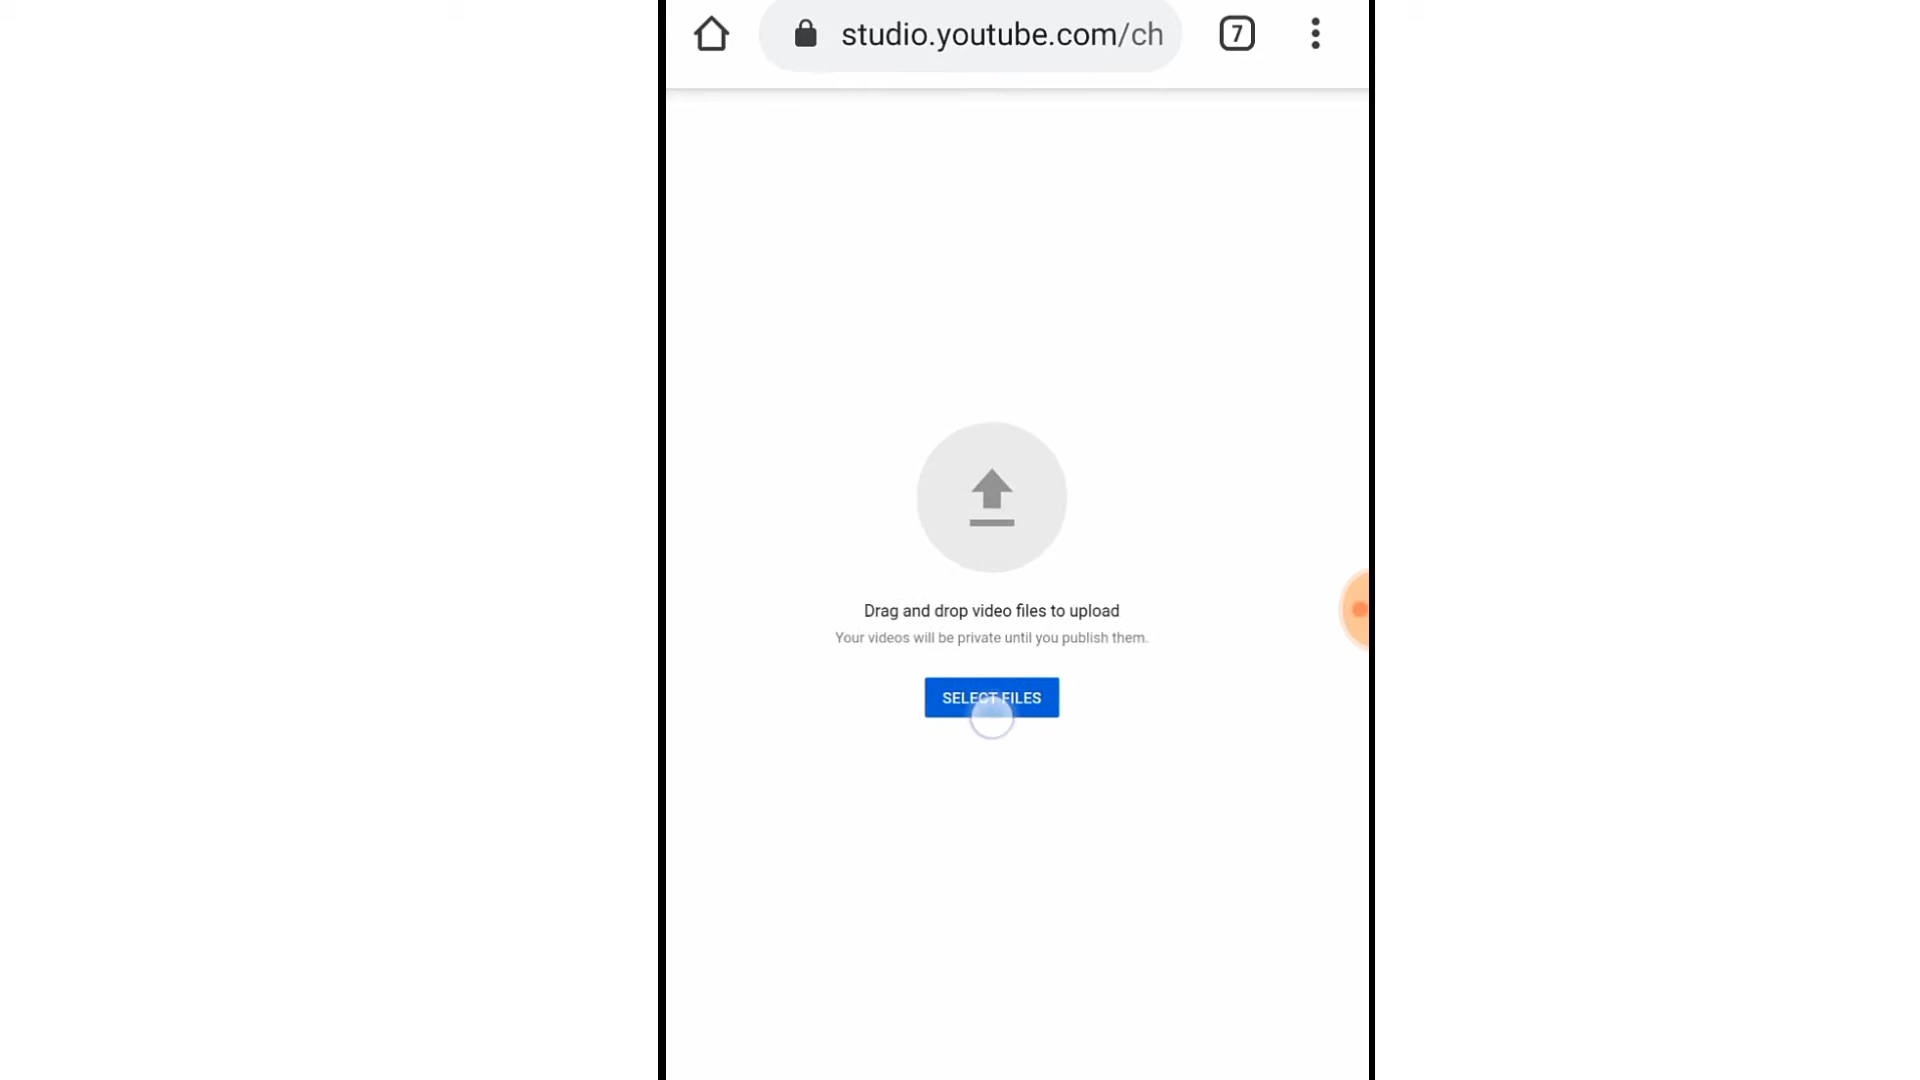 studio.youtube.com/ch
7
Drag and drop video files to upload
Your videos will be private until you publish them.
SELECT FILES